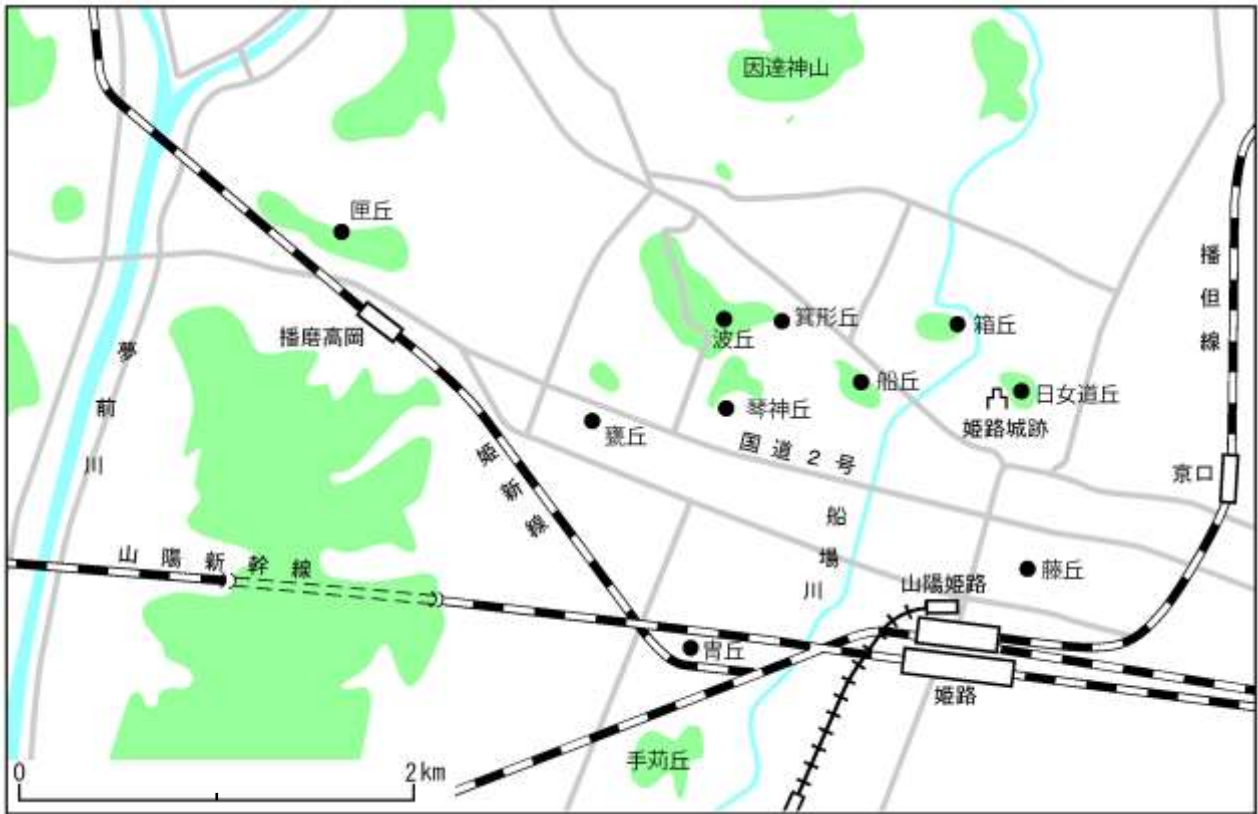 因達神山
匣丘
播但線
箕形丘
箱丘
波丘
播磨高岡
夢前川
船丘
日女道丘
琴神丘
姫路城跡
甕丘
国道2号
姫新線
京口
船場川
山陽新幹線
藤丘
山陽姫路
冑丘
姫路
手苅丘
0
2km